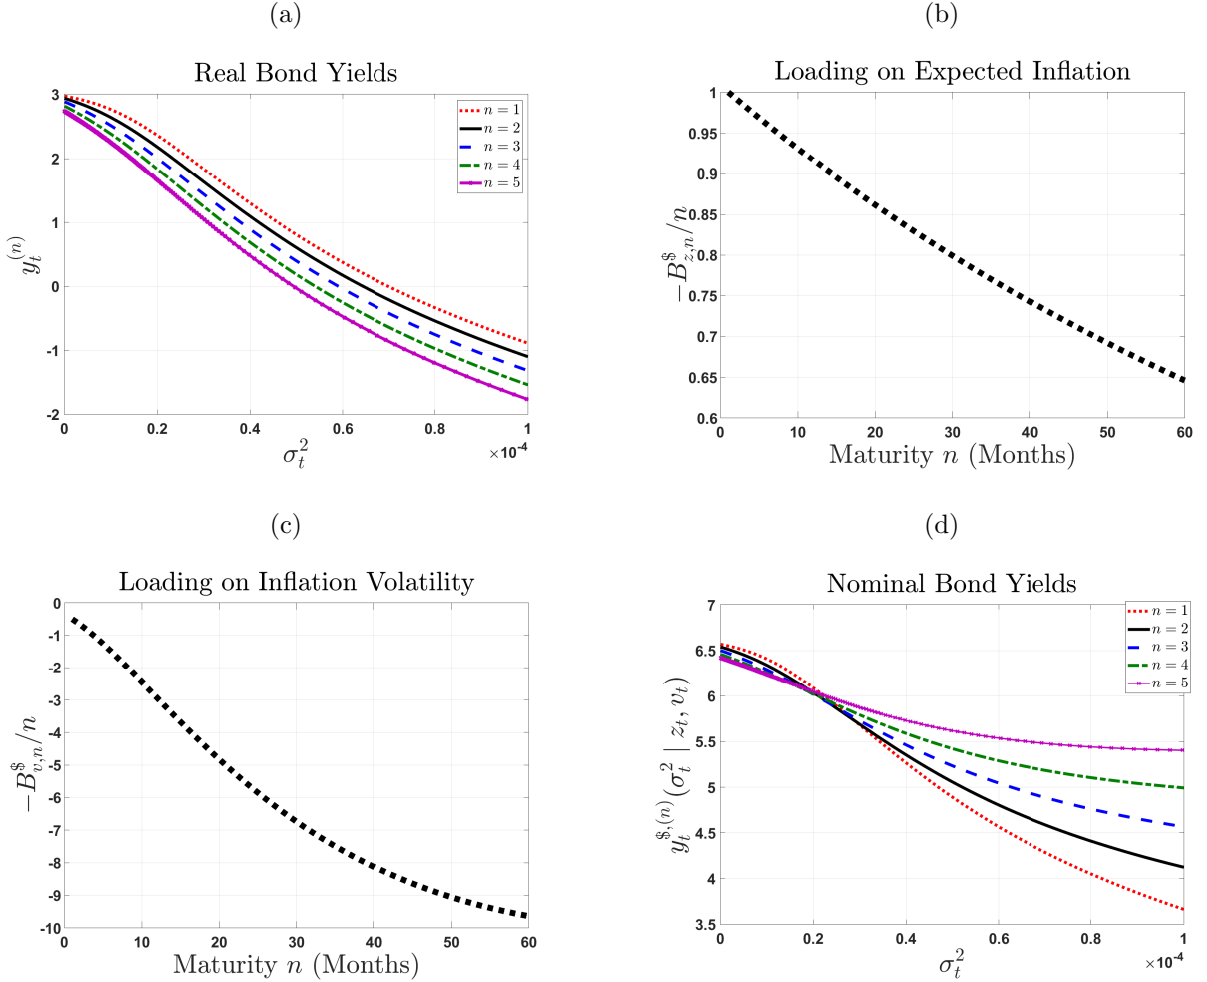 (a)
Real Bond Yields
3
2
1
0
-1
-2
y_t^{(n)}
n = 1
n = 2
n = 3
n = 4
n = 5
0 0.2 0.4 0.6 0.8 1
×10^{-4}
σ_t^2
(b)
Loading on Expected Inflation
1
0.95
0.9
0.85
0.8
0.75
0.7
0.65
0.6
−B_{z,n}^{$}/n
0 10 20 30 40 50 60
Maturity n (Months)
(c)
Loading on Inflation Volatility
0
-1
-2
-3
-4
-5
-6
-7
-8
-9
-10
−B_{v,n}^{$}/n
0 10 20 30 40 50 60
Maturity n (Months)
(d)
Nominal Bond Yields
7
6.5
6
5.5
5
4.5
4
3.5
y_t^{$,(n)}(σ_t^2 | z_t, v_t)
n = 1
n = 2
n = 3
n = 4
n = 5
0 0.2 0.4 0.6 0.8 1
×10^{-4}
σ_t^2